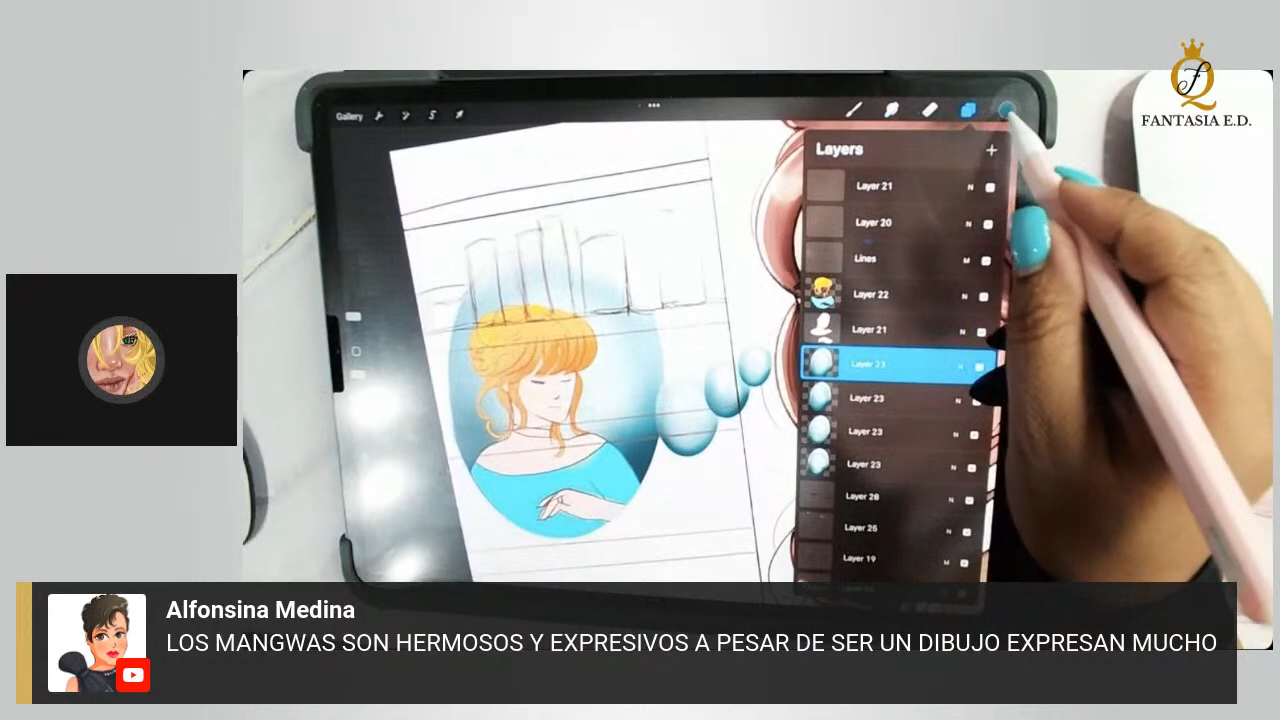 FANTASIA E.D.
Gallery
Layers
Layer 21
N
Layer 20
N
Lines
M
Layer 22
N
Layer 21
N
Layer 23
N
Layer 23
N
Layer 23
N
Layer 23
N
Layer 28
N
Layer 25
N
Layer 19
M
Alfonsina Medina
LOS MANGWAS SON HERMOSOS Y EXPRESIVOS A PESAR DE SER UN DIBUJO EXPRESAN MUCHO